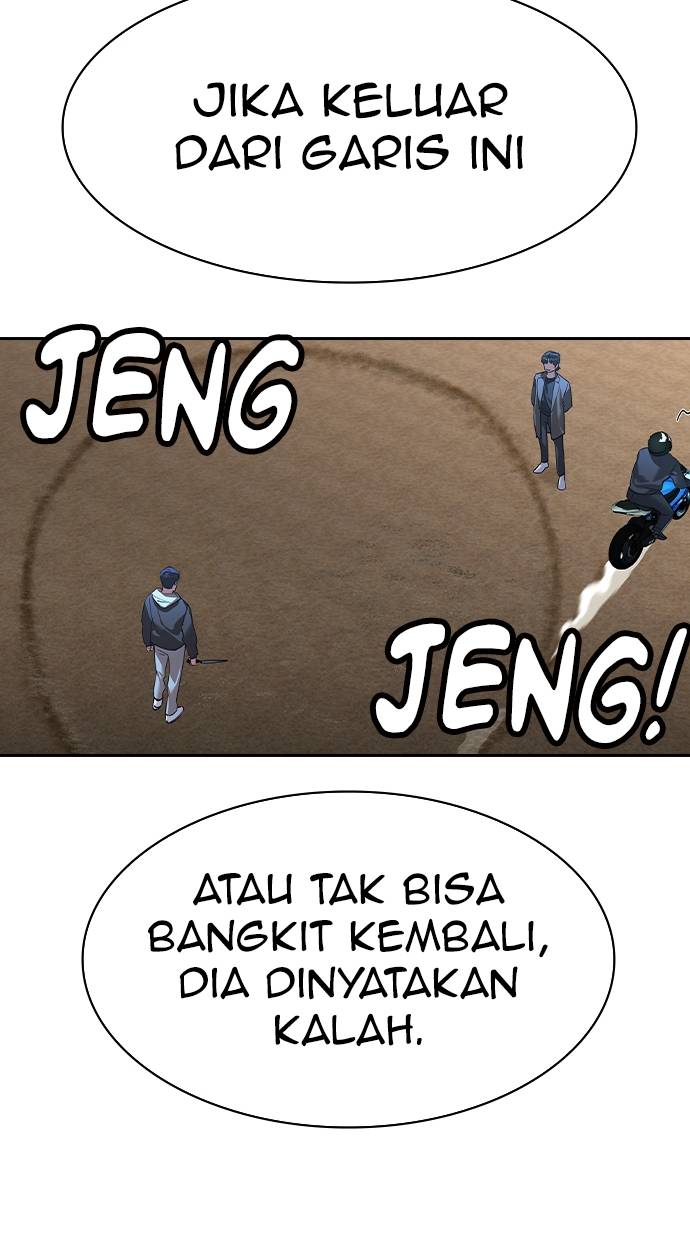 JIKA KELUAR
DARI GARIS INI
JENG
JENG!
ATAU TAK BISA
BANGKIT KEMBALI,
DIA DINYATAKAN
KALAH.